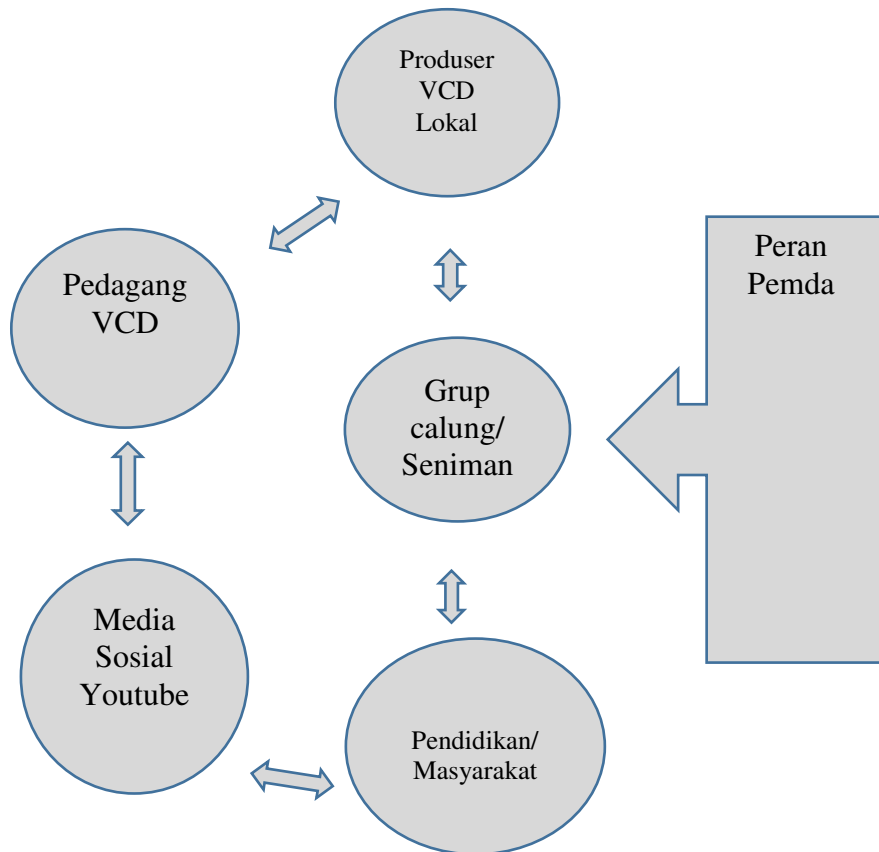 Produser
VCD
Lokal
Pedagang
VCD
Peran
Pemda
Grup
calung/
Seniman
Media
Sosial
Youtube
Pendidikan/
Masyarakat